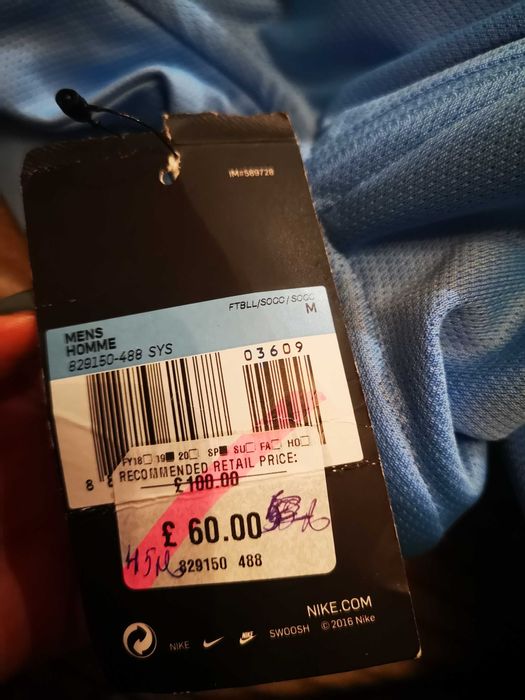 IM#589728
FTBLL/SOCC/SOCC
M
MENS
HOMME
829150-488 SYS
03609
8
FY18☐ 19■ 20☐ SP■ SU☐ FA☐ HO☐
RECOMMENDED RETAIL PRICE:
£100.00
£ 60.00
829150 488
NIKE.COM
NIKE SWOOSH © 2016 Nike